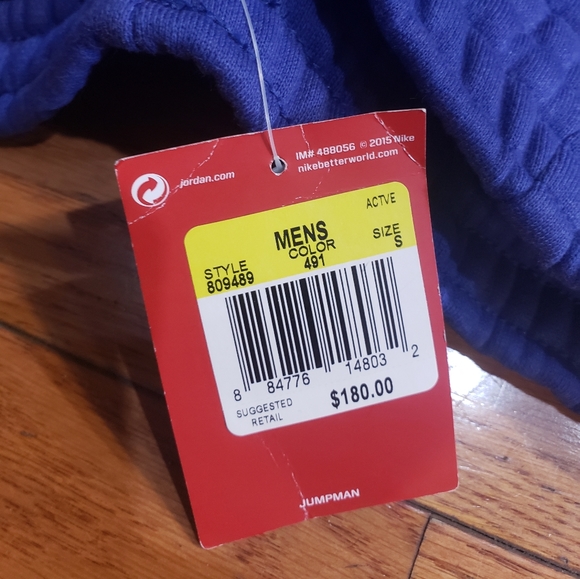 IM# 488056 © 2015 Nike
jordan.com
nikebetterworld.com
ACTVE
MENS
STYLE COLOR SIZE
809489 491 S
8 84776 14803 2
SUGGESTED
RETAIL
$180.00
JUMPMAN